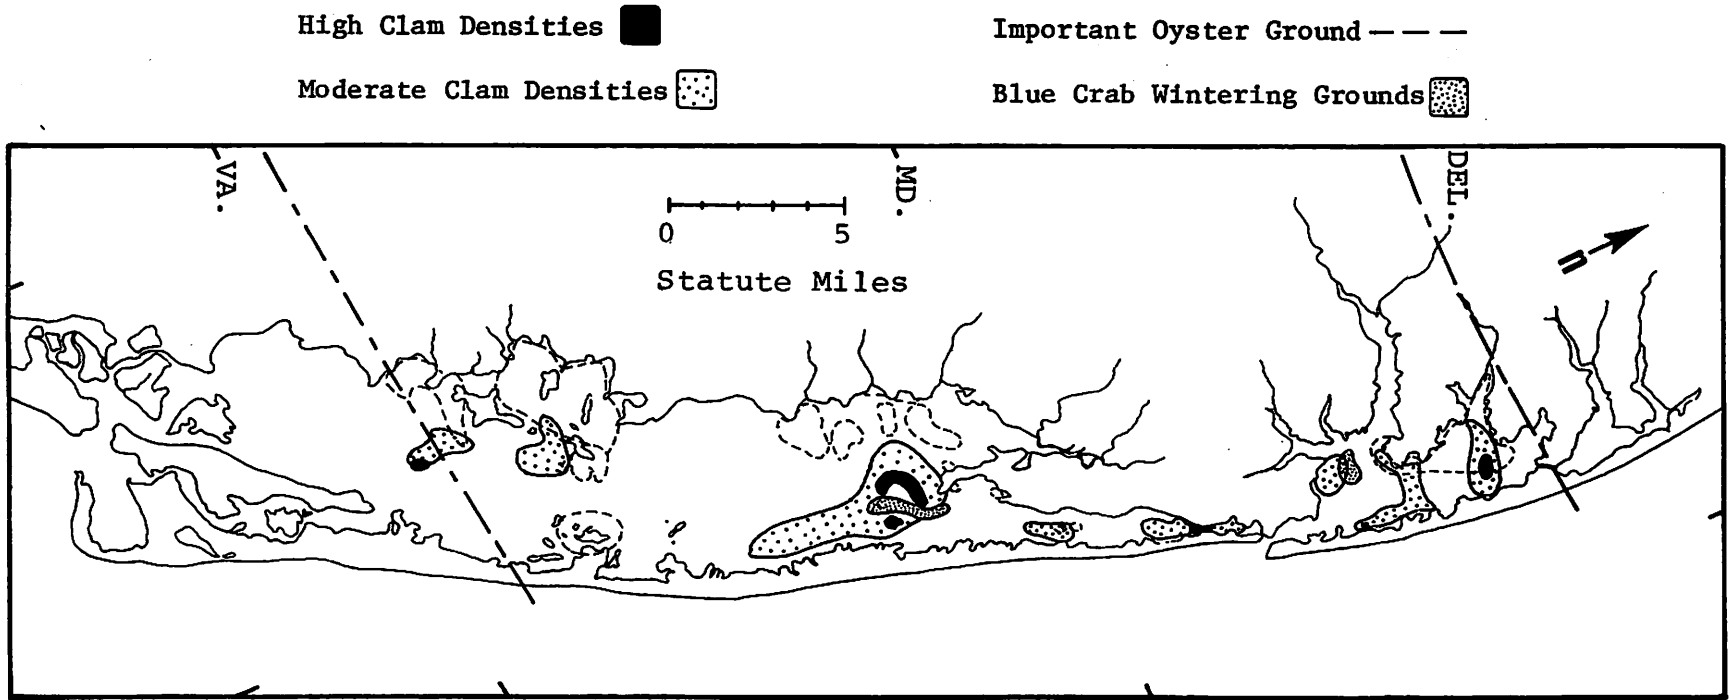 High Clam Densities
Important Oyster Ground
Moderate Clam Densities
Blue Crab Wintering Grounds
VA.
MD.
DEL.
0 5
Statute Miles
n